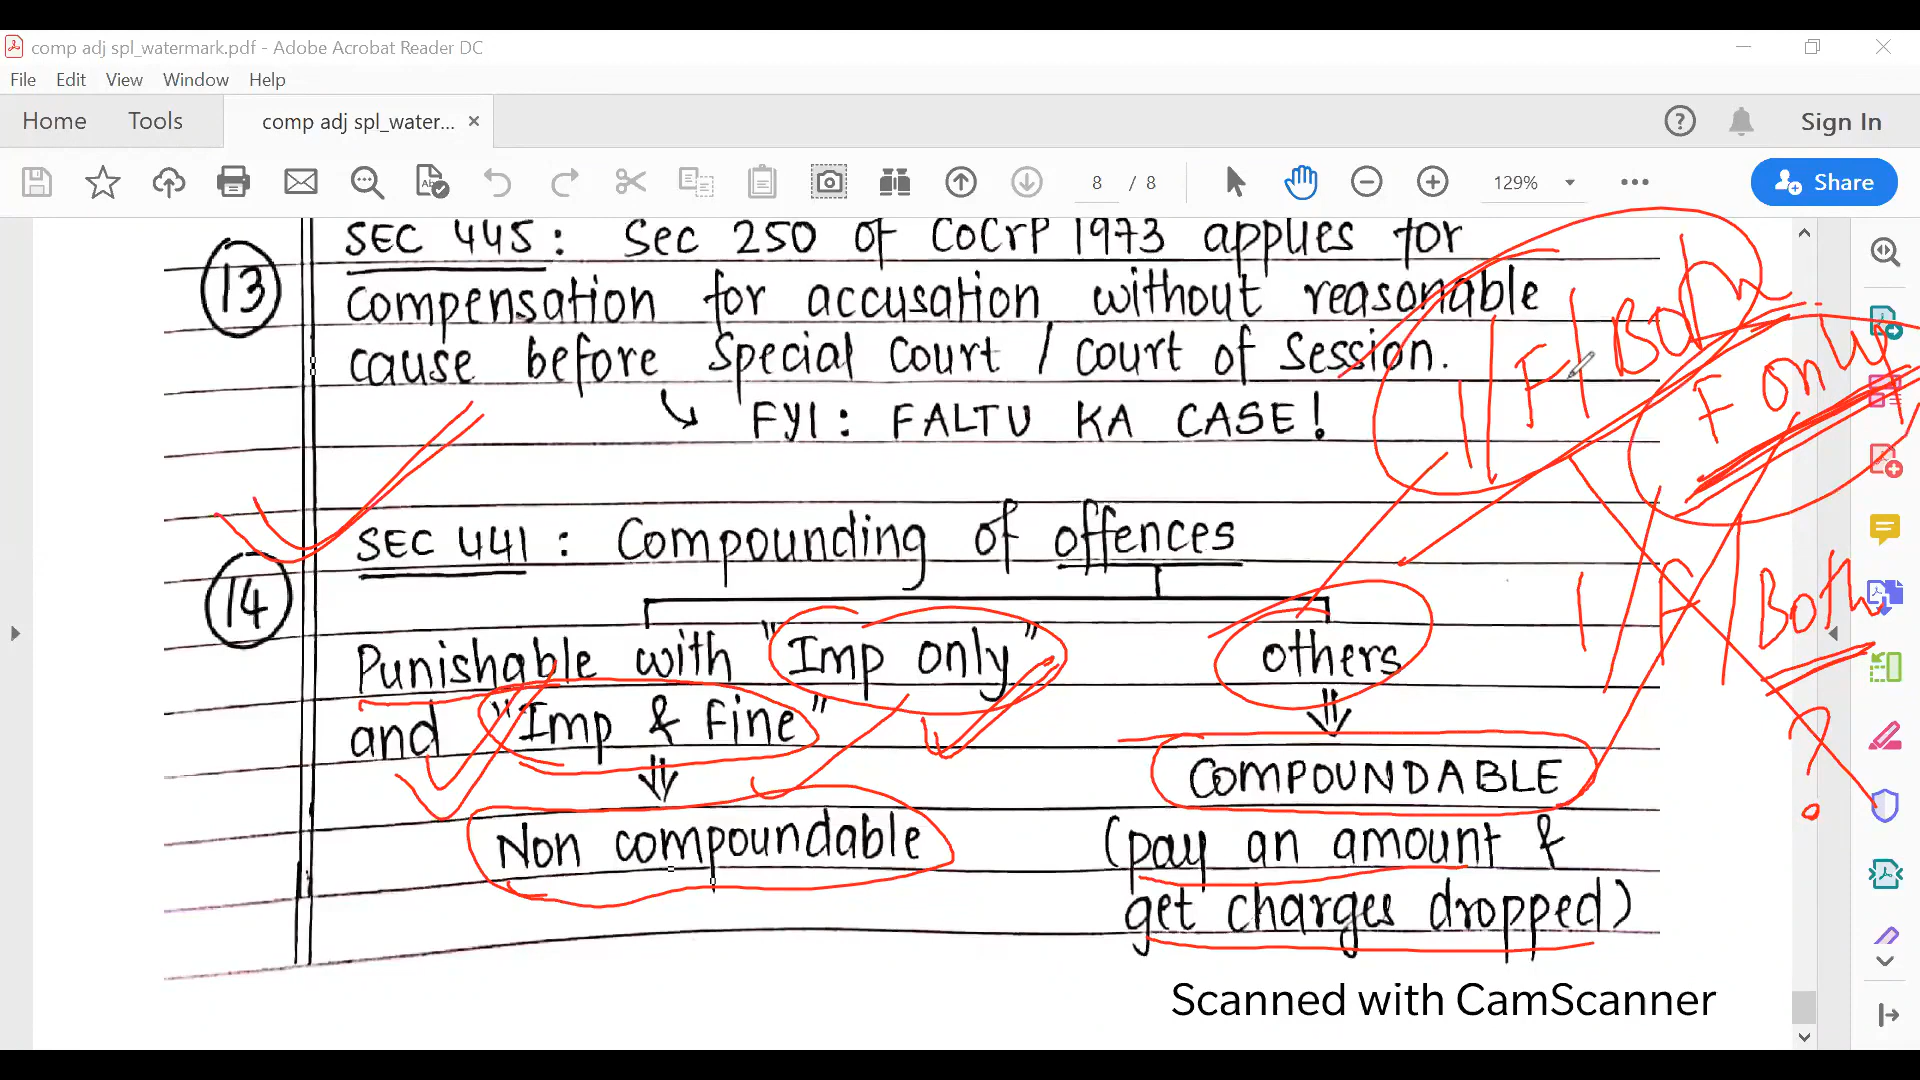 comp adj spl_watermark.pdf - Adobe Acrobat Reader DC
File Edit View Window Help
Home Tools comp adj spl_water... × Sign In
8 / 8 129% Share
13 SEC 445 : Sec 250 of CoCrP 1973 applies for
compensation for accusation without reasonable
cause before Special Court / Court of Session.
FYI : FALTU KA CASE !
I / F / Both
F only
14 SEC 441 : Compounding of offences
I / F / Both
Punishable with "Imp only" others
and "Imp & Fine"
?
COMPOUNDABLE
Non compoundable (pay an amount &
get charges dropped)
Scanned with CamScanner